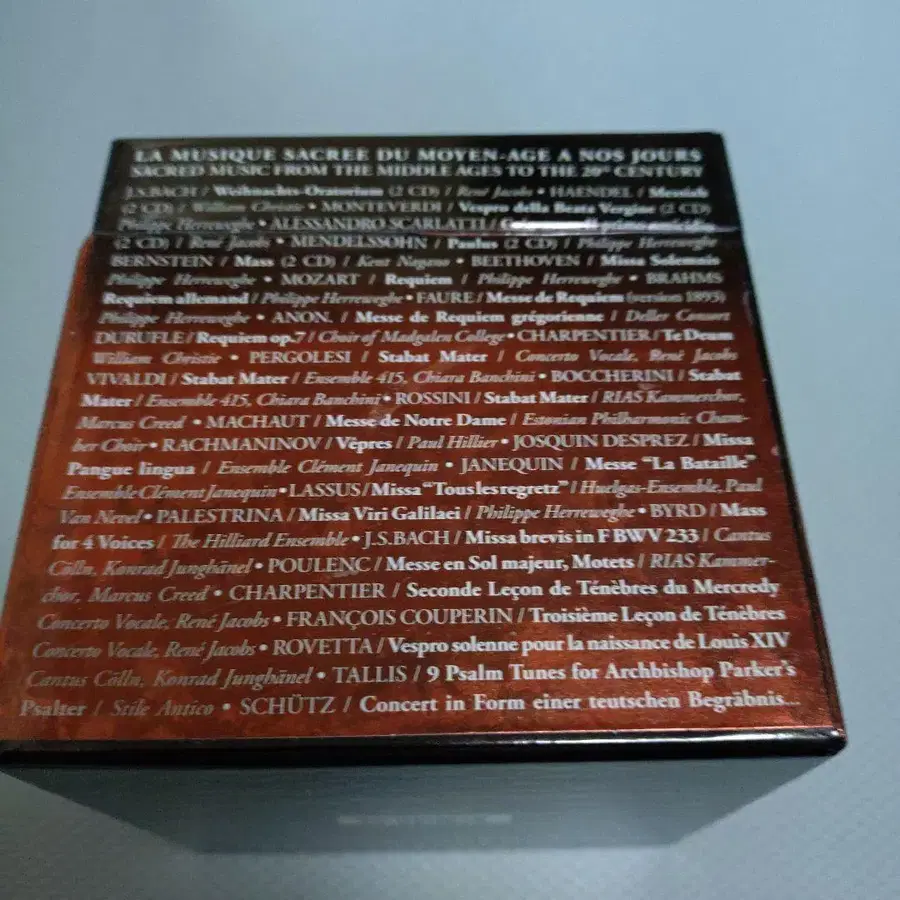 LA MUSIQUE SACREE DU MOYEN-AGE A NOS JOURS
SACRED MUSIC FROM THE MIDDLE AGES TO THE 20st CENTURY
J.S.BACH / Weihnachts-Oratorium (2 CD) / René Jacobs • HAENDEL / Messiah
(2 CD) / William Christie • MONTEVERDI / Vespro della Beata Vergine (2 CD)
Philippe Herreweghe • ALESSANDRO SCARLATTI /
(2 CD) / René Jacobs • MENDELSSOHN / Paulus (2 CD) / Philippe Herreweghe
BERNSTEIN / Mass (2 CD) / Kent Nagano • BEETHOVEN / Missa Solemnis
Philippe Herreweghe • MOZART / Requiem / Philippe Herreweghe • BRAHMS
Requiem allemand / Philippe Herreweghe • FAURE / Messe de Requiem (version 1893)
Philippe Herreweghe • ANON. / Messe de Requiem grégorienne / Deller Consort
DURUFLE / Requiem op.7 / Choir of Madgalen College • CHARPENTIER / Te Deum
William Christie • PERGOLESI / Stabat Mater / Concerto Vocale, René Jacobs
VIVALDI / Stabat Mater / Ensemble 415, Chiara Banchini • BOCCHERINI / Stabat
Mater / Ensemble 415, Chiara Banchini • ROSSINI / Stabat Mater / RIAS Kammerchor,
Marcus Creed • MACHAUT / Messe de Notre Dame / Estonian Philharmonic Cham-
ber Choir • RACHMANINOV / Vêpres / Paul Hillier • JOSQUIN DESPREZ / Missa
Pangue lingua / Ensemble Clément Janequin • JANEQUIN / Messe "La Bataille"
Ensemble Clément Janequin • LASSUS / Missa "Tous les regretz" / Huelgas-Ensemble, Paul
Van Nevel • PALESTRINA / Missa Viri Galilaei / Philippe Herreweghe • BYRD / Mass
for 4 Voices / The Hilliard Ensemble • J.S.BACH / Missa brevis in F BWV 233 / Cantus
Cölln, Konrad Junghänel • POULENC / Messe en Sol majeur, Motets / RIAS Kammer-
chor, Marcus Creed • CHARPENTIER / Seconde Leçon de Ténèbres du Mercredy
Concerto Vocale, René Jacobs • FRANÇOIS COUPERIN / Troisième Leçon de Ténèbres
Concerto Vocale, René Jacobs • ROVETTA / Vespro solenne pour la naissance de Louis XIV
Cantus Cölln, Konrad Junghänel • TALLIS / 9 Psalm Tunes for Archbishop Parker's
Psalter / Stile Antico • SCHÜTZ / Concert in Form einer teutschen Begräbnis...